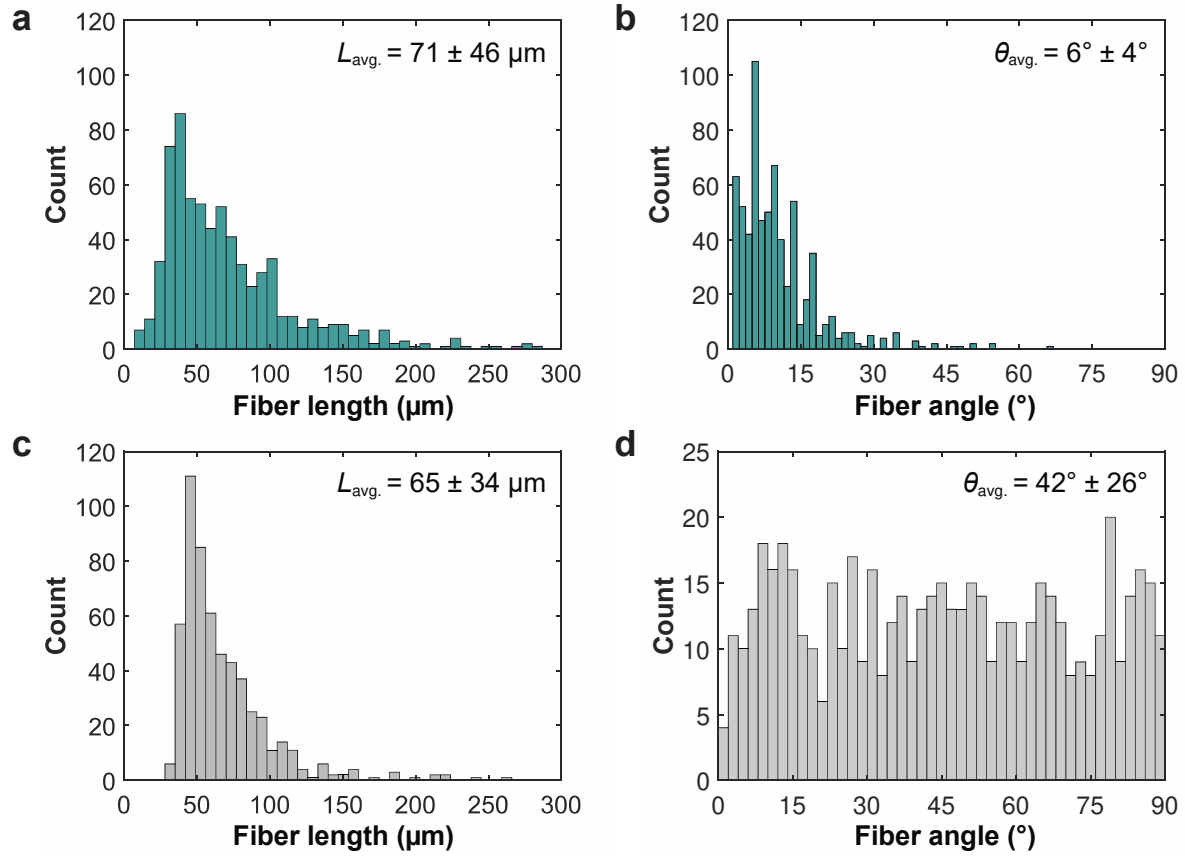 a
120
100
80
60
40
20
0
Count
L avg. = 71 ± 46 µm
0 50 100 150 200 250 300
Fiber length (µm)
b
120
100
80
60
40
20
0
Count
θ avg. = 6° ± 4°
0 15 30 45 60 75 90
Fiber angle (°)
c
120
100
80
60
40
20
0
Count
L avg. = 65 ± 34 µm
0 50 100 150 200 250 300
Fiber length (µm)
d
25
20
15
10
5
0
Count
θ avg. = 42° ± 26°
0 15 30 45 60 75 90
Fiber angle (°)